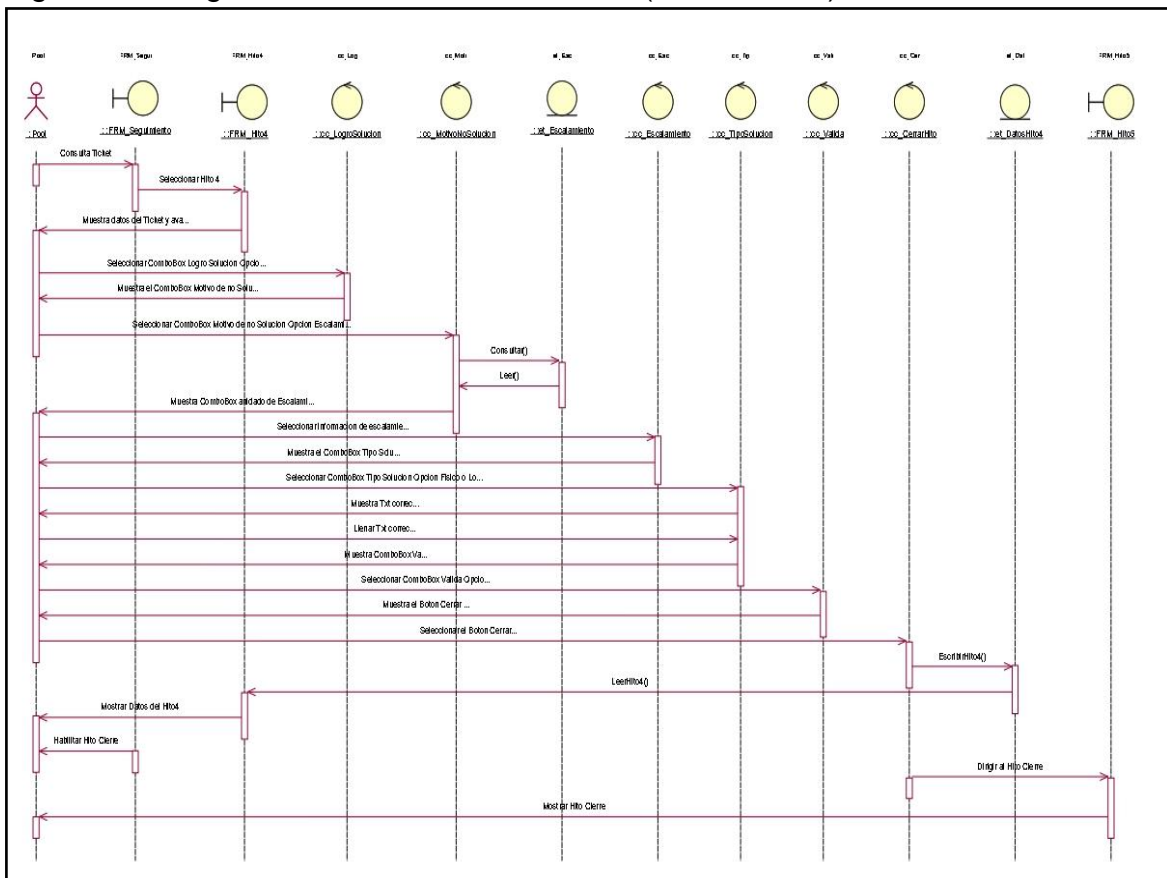 Pool
FRM_Segui
FRM_Hito4
cc_Log
cc_Moti
et_Esc
cc_Esc
cc_Tip
cc_Vali
cc_Cer
et_Dat
FRM_Hito5
: Pool
: :FRM_Seguimiento
: :FRM_Hito4
: :cc_LogroSolucion
: :cc_MotivoNoSolucion
: :et_Escalamiento
: :cc_Escalamiento
: :cc_TipoSolucion
: :cc_Valida
: :cc_CerrarHito
: :et_DatosHito4
: :FRM_Hito5
Consulta Ticket
Seleccionar Hito 4
Muestra datos del Ticket y ava...
Seleccionar ComboBox Logro Solucion Opcio...
Muestra el ComboBox Motivo de no Solu...
Seleccionar ComboBox Motivo de no Solucion Opcion Escalami...
Consultar()
Leer()
Muestra ComboBox anidado de Escalami...
Seleccionar Informacion de escalamie...
Muestra el ComboBox Tipo Solu...
Seleccionar ComboBox Tipo Solucion Opcion Fisico o Lo...
Muestra Txt correc...
Llenar Txt correc...
Muestra ComboBox Va...
Seleccionar ComboBox Valida Opcio...
Muestra el Boton Cerrar ...
Seleccionar el Boton Cerrar...
EscribirHito4()
LeerHito4()
Mostrar Datos del Hito4
Habilitar Hito Cierre
Dirigir al Hito Cierre
Mostrar Hito Cierre